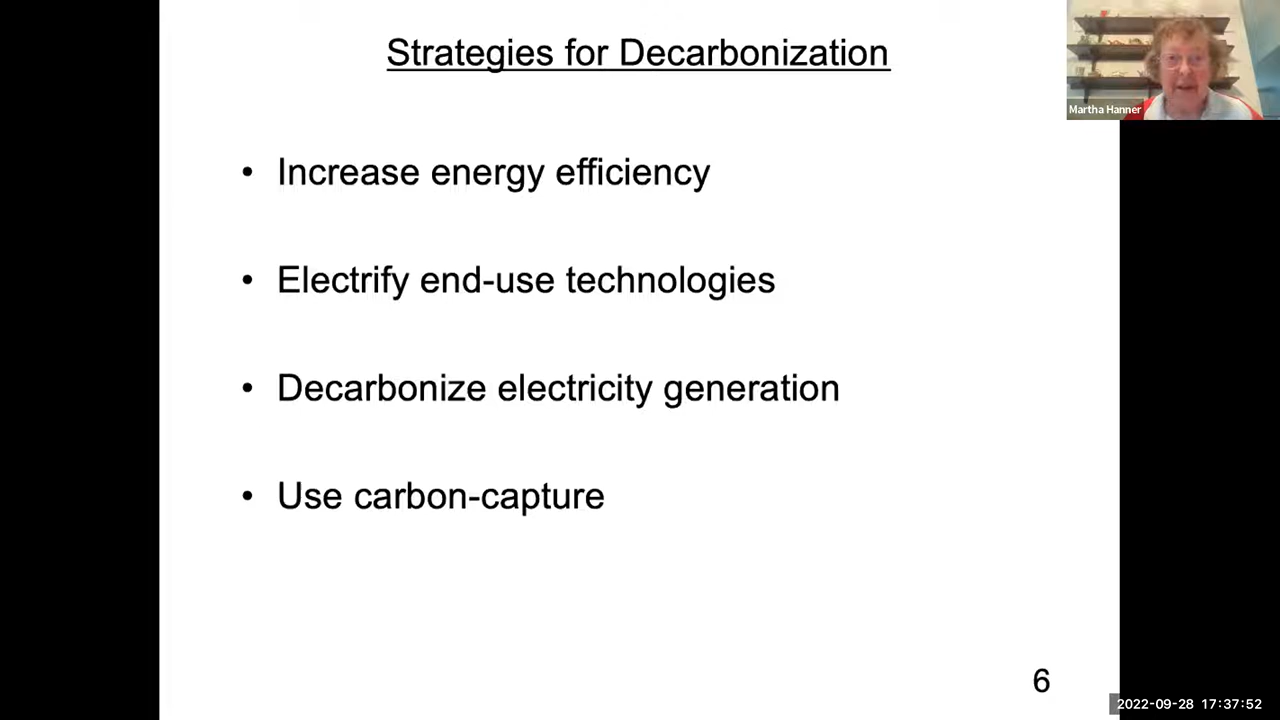 Strategies for Decarbonization
Martha Hanner
• Increase energy efficiency
• Electrify end-use technologies
• Decarbonize electricity generation
• Use carbon-capture
6
2022-09-28 17:37:52